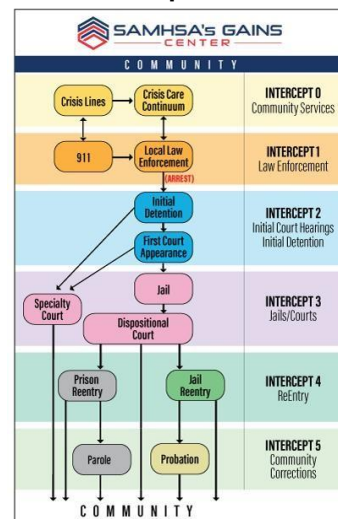 SAMHSA's GAINS
CENTER
COMMUNITY
Crisis Lines
Crisis Care
Continuum
INTERCEPT 0
Community Services
911
Local Law
Enforcement
INTERCEPT 1
Law Enforcement
(ARREST)
Initial
Detention
First Court
Appearance
INTERCEPT 2
Initial Court Hearings
Initial Detention
Jail
Specialty
Court
Dispositional
Court
INTERCEPT 3
Jails/Courts
Prison
Reentry
Jail
Reentry
INTERCEPT 4
ReEntry
Parole
Probation
INTERCEPT 5
Community
Corrections
COMMUNITY